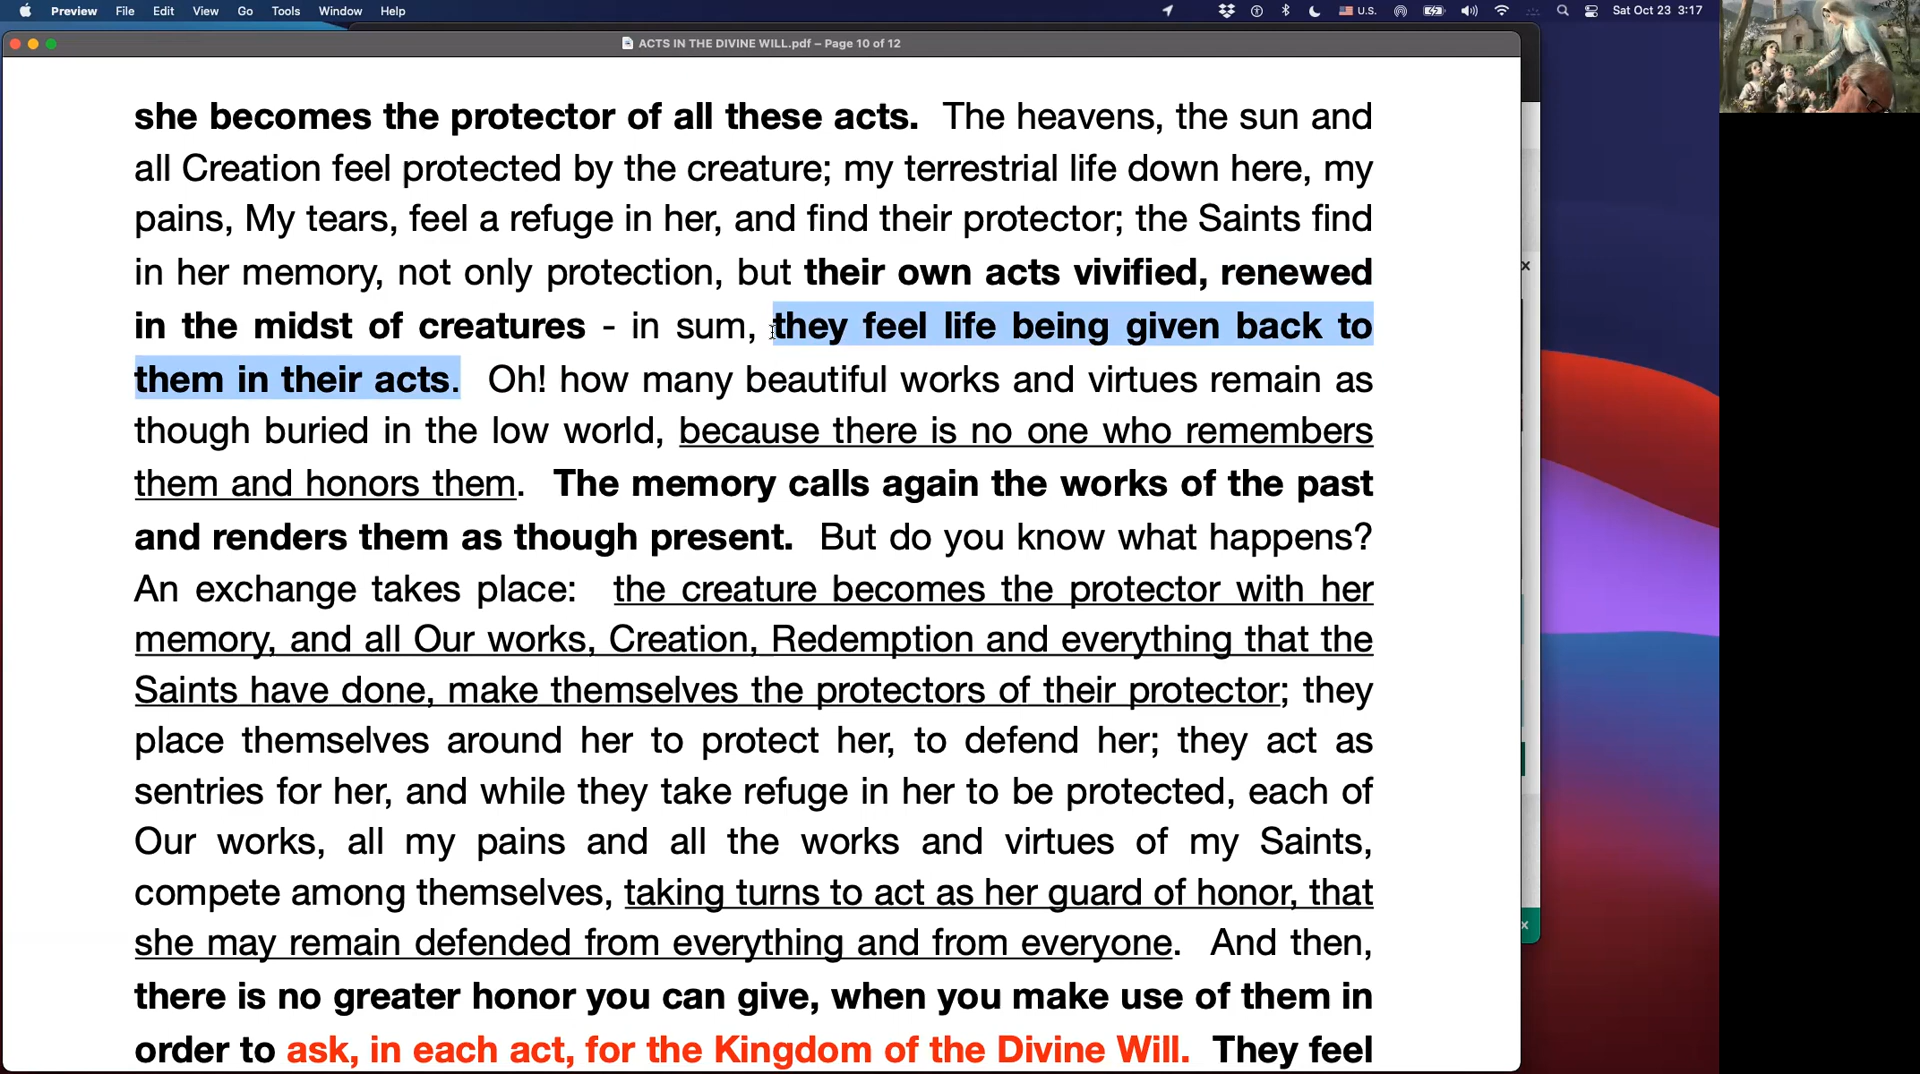 Preview File Edit View Go Tools Window Help U.S. Sat Oct 23 3:17
ACTS IN THE DIVINE WILL.pdf – Page 10 of 12
she becomes the protector of all these acts. The heavens, the sun and
all Creation feel protected by the creature; my terrestrial life down here, my
pains, My tears, feel a refuge in her, and find their protector; the Saints find
in her memory, not only protection, but their own acts vivified, renewed
in the midst of creatures - in sum, they feel life being given back to
them in their acts. Oh! how many beautiful works and virtues remain as
though buried in the low world, because there is no one who remembers
them and honors them. The memory calls again the works of the past
and renders them as though present. But do you know what happens?
An exchange takes place: the creature becomes the protector with her
memory, and all Our works, Creation, Redemption and everything that the
Saints have done, make themselves the protectors of their protector; they
place themselves around her to protect her, to defend her; they act as
sentries for her, and while they take refuge in her to be protected, each of
Our works, all my pains and all the works and virtues of my Saints,
compete among themselves, taking turns to act as her guard of honor, that
she may remain defended from everything and from everyone. And then,
there is no greater honor you can give, when you make use of them in
order to ask, in each act, for the Kingdom of the Divine Will. They feel